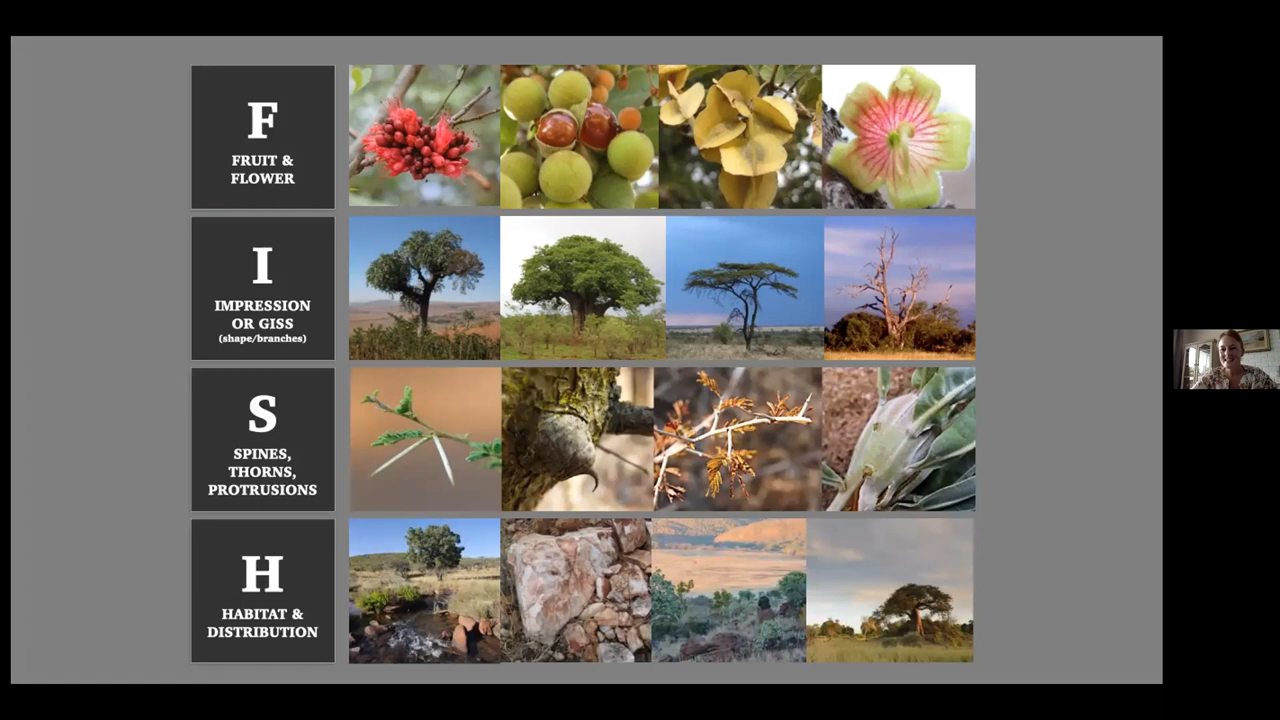 F
FRUIT &
FLOWER
I
IMPRESSION
OR GISS
(shape/branches)
S
SPINES,
THORNS,
PROTRUSIONS
H
HABITAT &
DISTRIBUTION